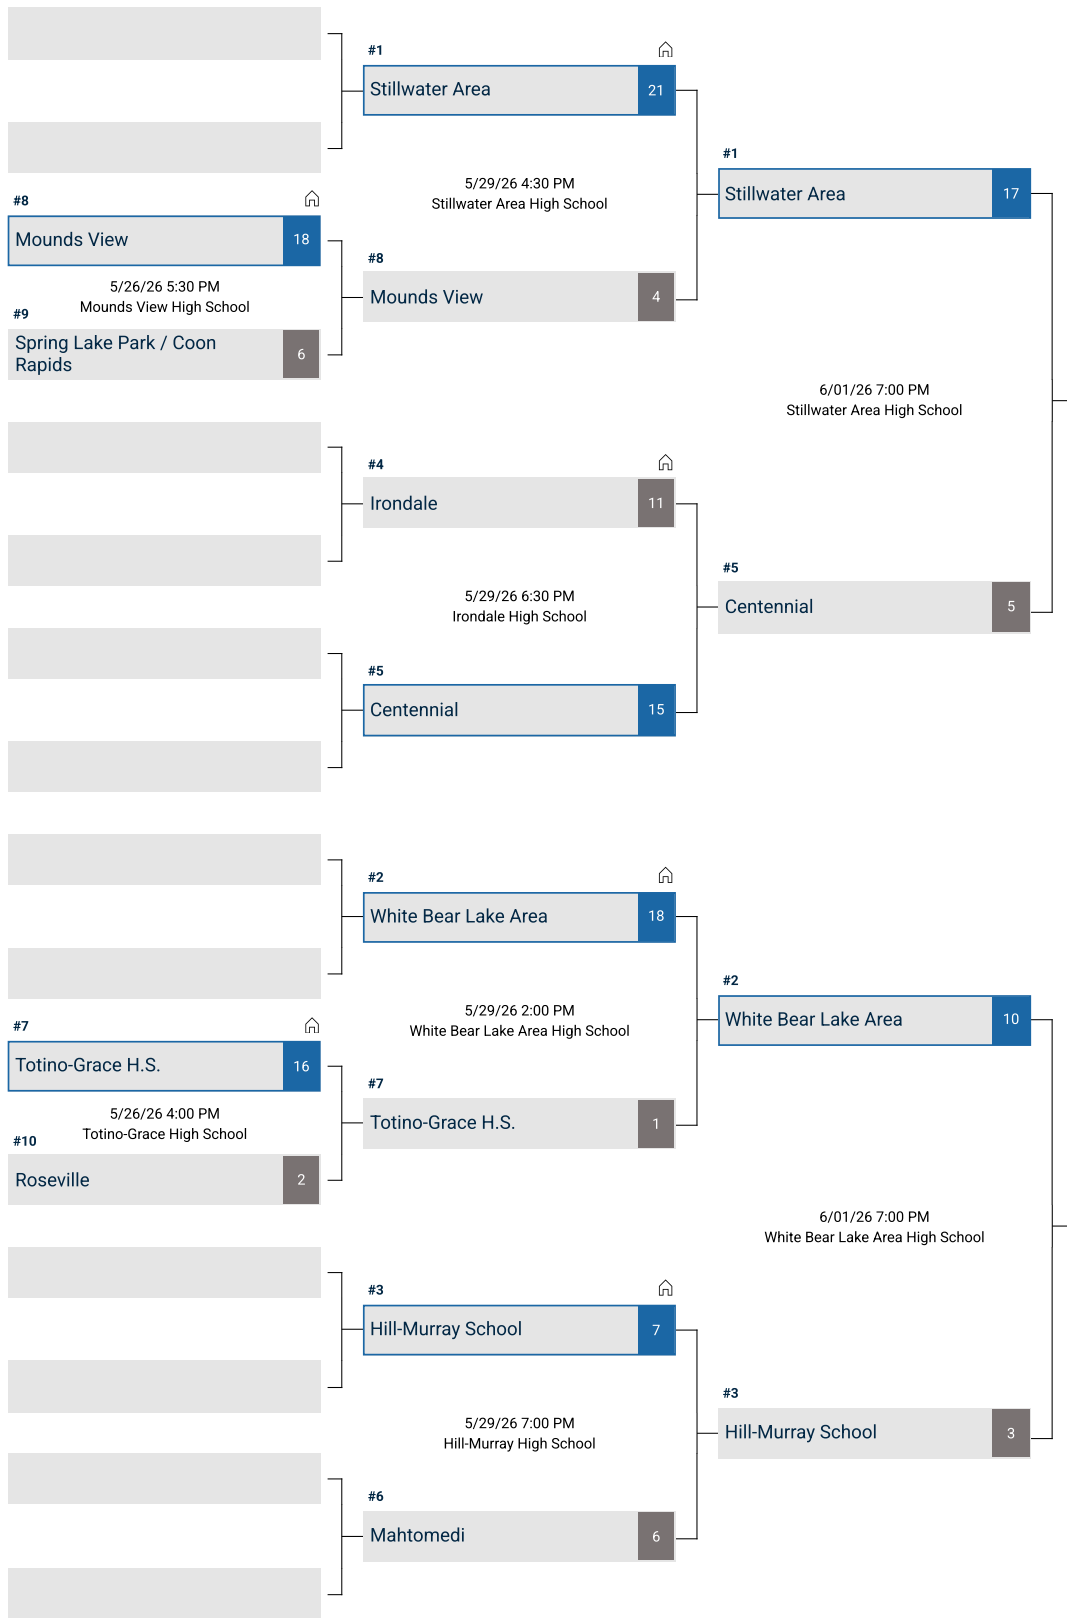 #1
Stillwater Area
21
5/29/26 4:30 PM
Stillwater Area High School
#1
Stillwater Area
17
#8
Mounds View
18
5/26/26 5:30 PM
Mounds View High School
#9
Spring Lake Park / Coon
Rapids
6
#8
Mounds View
4
6/01/26 7:00 PM
Stillwater Area High School
#4
Irondale
11
5/29/26 6:30 PM
Irondale High School
#5
Centennial
5
#5
Centennial
15
#2
White Bear Lake Area
18
5/29/26 2:00 PM
White Bear Lake Area High School
#2
White Bear Lake Area
10
#7
Totino-Grace H.S.
16
5/26/26 4:00 PM
Totino-Grace High School
#10
Roseville
2
#7
Totino-Grace H.S.
1
6/01/26 7:00 PM
White Bear Lake Area High School
#3
Hill-Murray School
7
5/29/26 7:00 PM
Hill-Murray High School
#3
Hill-Murray School
3
#6
Mahtomedi
6